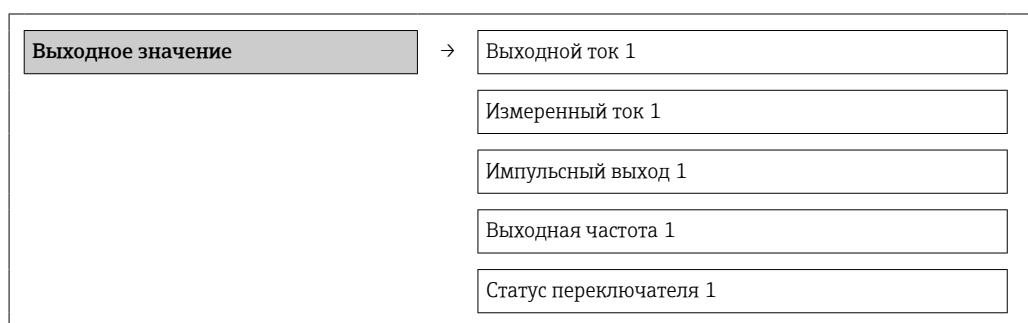 Выходное значение → Выходной ток 1
Измеренный ток 1
Импульсный выход 1
Выходная частота 1
Статус переключателя 1